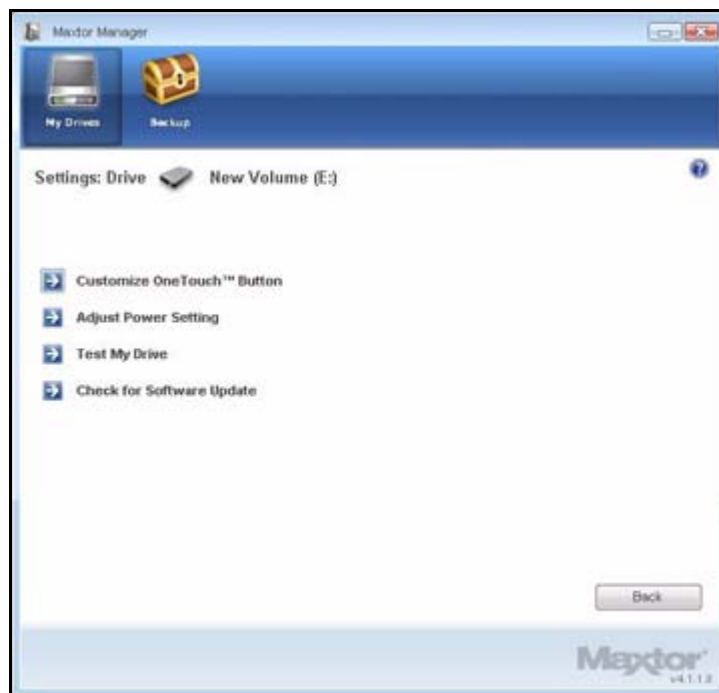 Maxtor Manager
My Drives
Backup
Settings: Drive New Volume (E:)
Customize OneTouch™ Button
Adjust Power Setting
Test My Drive
Check for Software Update
Back
Maxtor